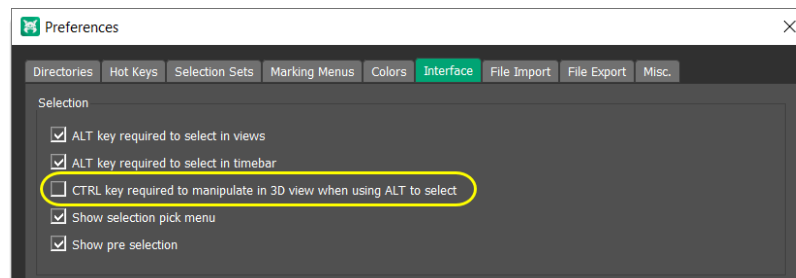 Preferences
Directories Hot Keys Selection Sets Marking Menus Colors Interface File Import File Export Misc.
Selection
ALT key required to select in views
ALT key required to select in timebar
CTRL key required to manipulate in 3D view when using ALT to select
Show selection pick menu
Show pre selection